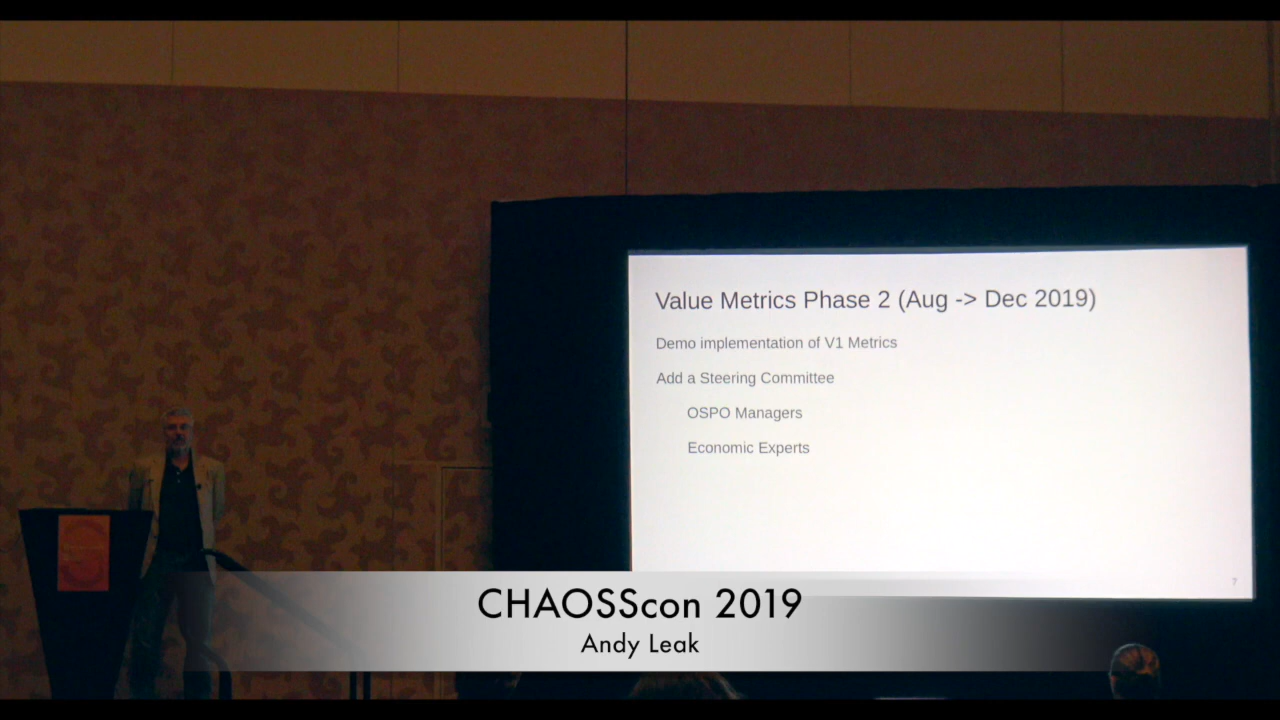 Value Metrics Phase 2 (Aug -> Dec 2019)
Demo implementation of V1 Metrics
Add a Steering Committee
OSPO Managers
Economic Experts
7
CHAOSScon 2019
Andy Leak